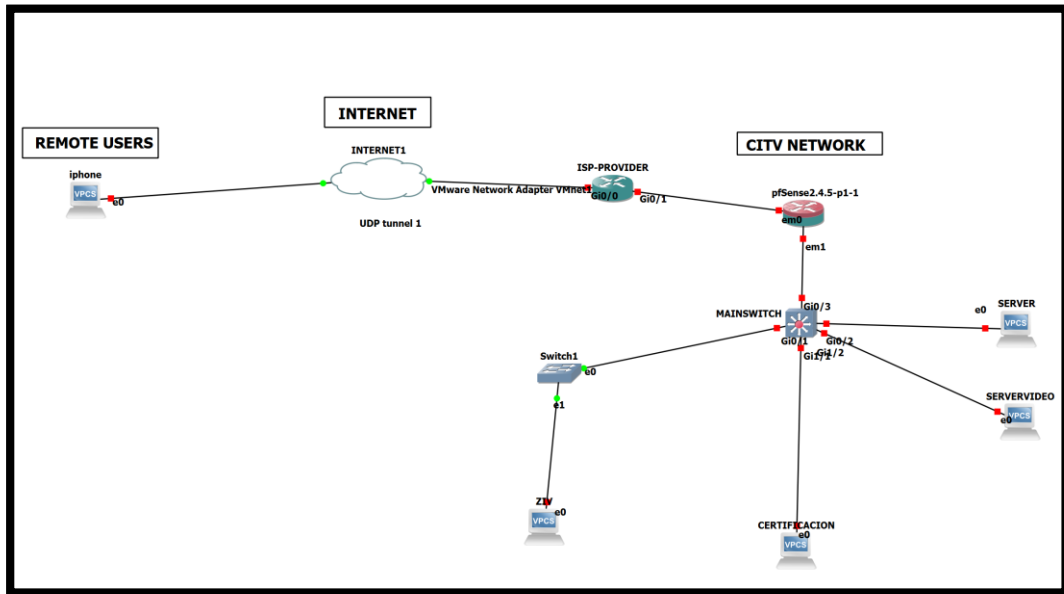 INTERNET
REMOTE USERS
CITV NETWORK
INTERNET1
ISP-PROVIDER
iphone
VPCS
e0
VMware Network Adapter VMnet1
Gi0/0
Gi0/1
pfSense2.4.5-p1-1
UDP tunnel 1
em0
em1
Gi0/3
MAINSWITCH
e0
SERVER
VPCS
Gi0/1
Gi0/2
Gi1/1
Gi1/2
Switch1
e0
e1
SERVERVIDEO
VPCS
e0
ZIV
e0
VPCS
CERTIFICACION
e0
VPCS